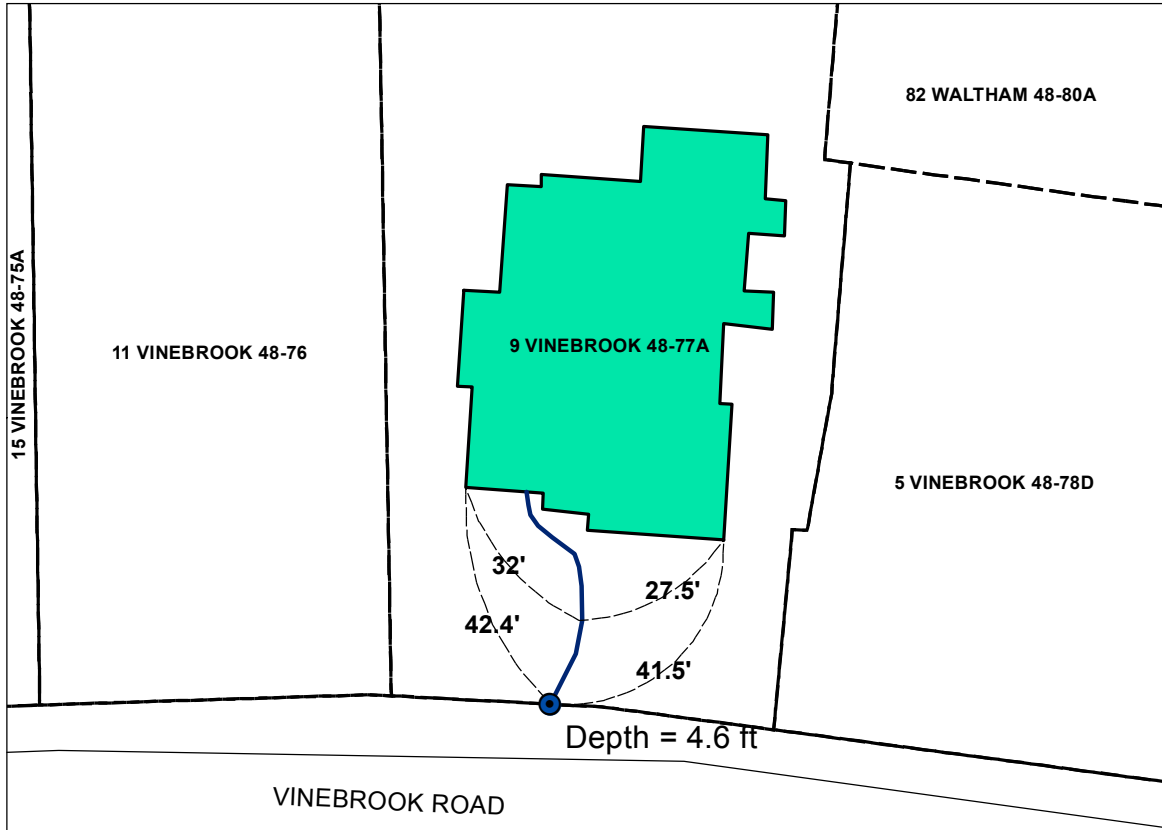 82 WALTHAM 48-80A
15 VINEBROOK 48-75A
11 VINEBROOK 48-76
9 VINEBROOK 48-77A
5 VINEBROOK 48-78D
32'
27.5'
42.4'
41.5'
Depth = 4.6 ft
VINEBROOK ROAD